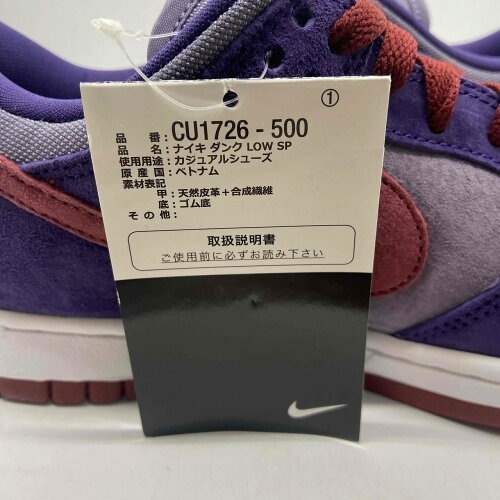 ①
品番：CU1726-500
品名：ナイキ ダンク LOW SP
使用用途：カジュアルシューズ
原産国：ベトナム
素材表記
甲：天然皮革＋合成繊維
底：ゴム底
その他：
取扱説明書
ご使用前に必ずお読み下さい